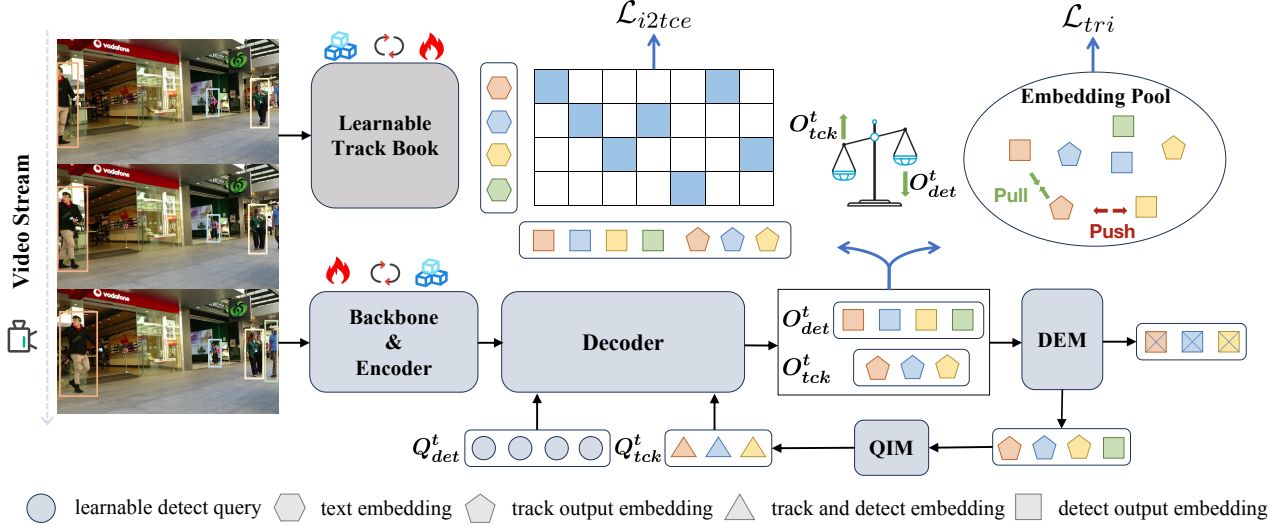 Video Stream
vodafone
vodafone
vodafone
Learnable
Track Book
Backbone
&
Encoder
Decoder
L_{i2tce}
L_{tri}
Embedding Pool
Pull
Push
O^t_{tck}
O^t_{det}
O^t_{det}
O^t_{tck}
DEM
QIM
Q^t_{det}
Q^t_{tck}
learnable detect query
text embedding
track output embedding
track and detect embedding
detect output embedding